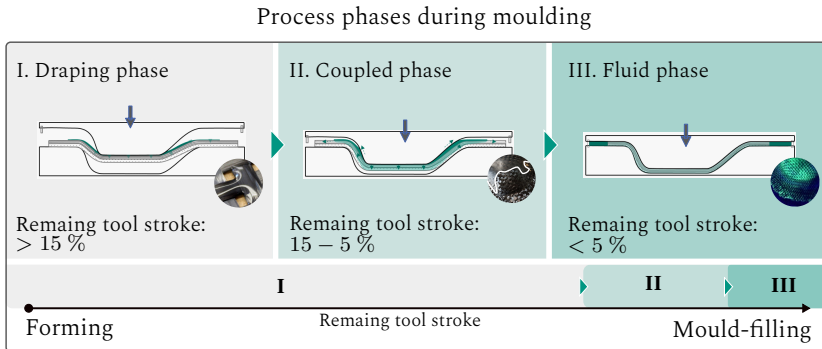 Process phases during moulding
I. Draping phase
II. Coupled phase
III. Fluid phase
Remaing tool stroke:
> 15 %
Remaing tool stroke:
15 – 5 %
Remaing tool stroke:
< 5 %
I
II
III
Remaing tool stroke
Forming
Mould-filling